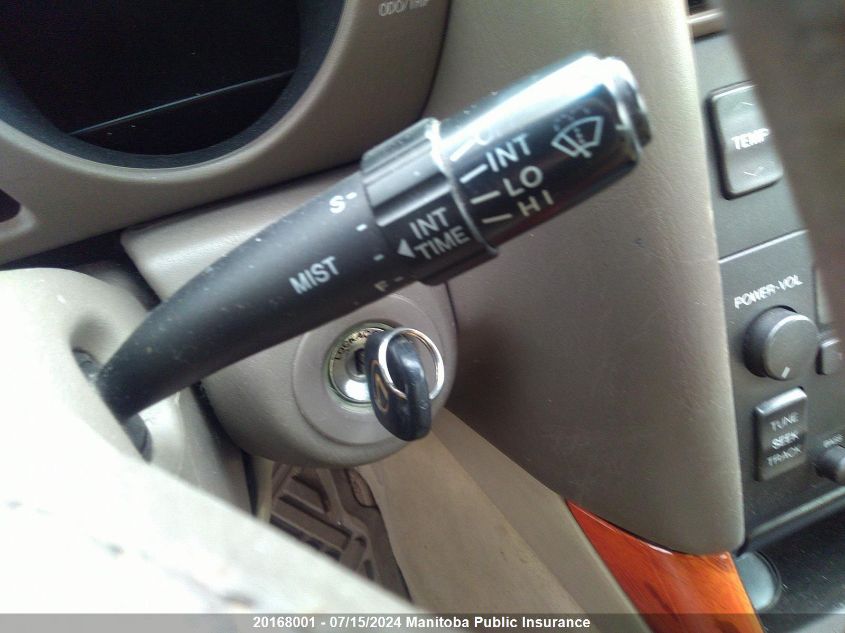 ODO/TRIP
INT
LO
HI
S
INT
TIME
MIST
F
LOCK
TEMP
POWER-VOL
TUNE
SEEK
TRACK
20168001 - 07/15/2024 Manitoba Public Insurance